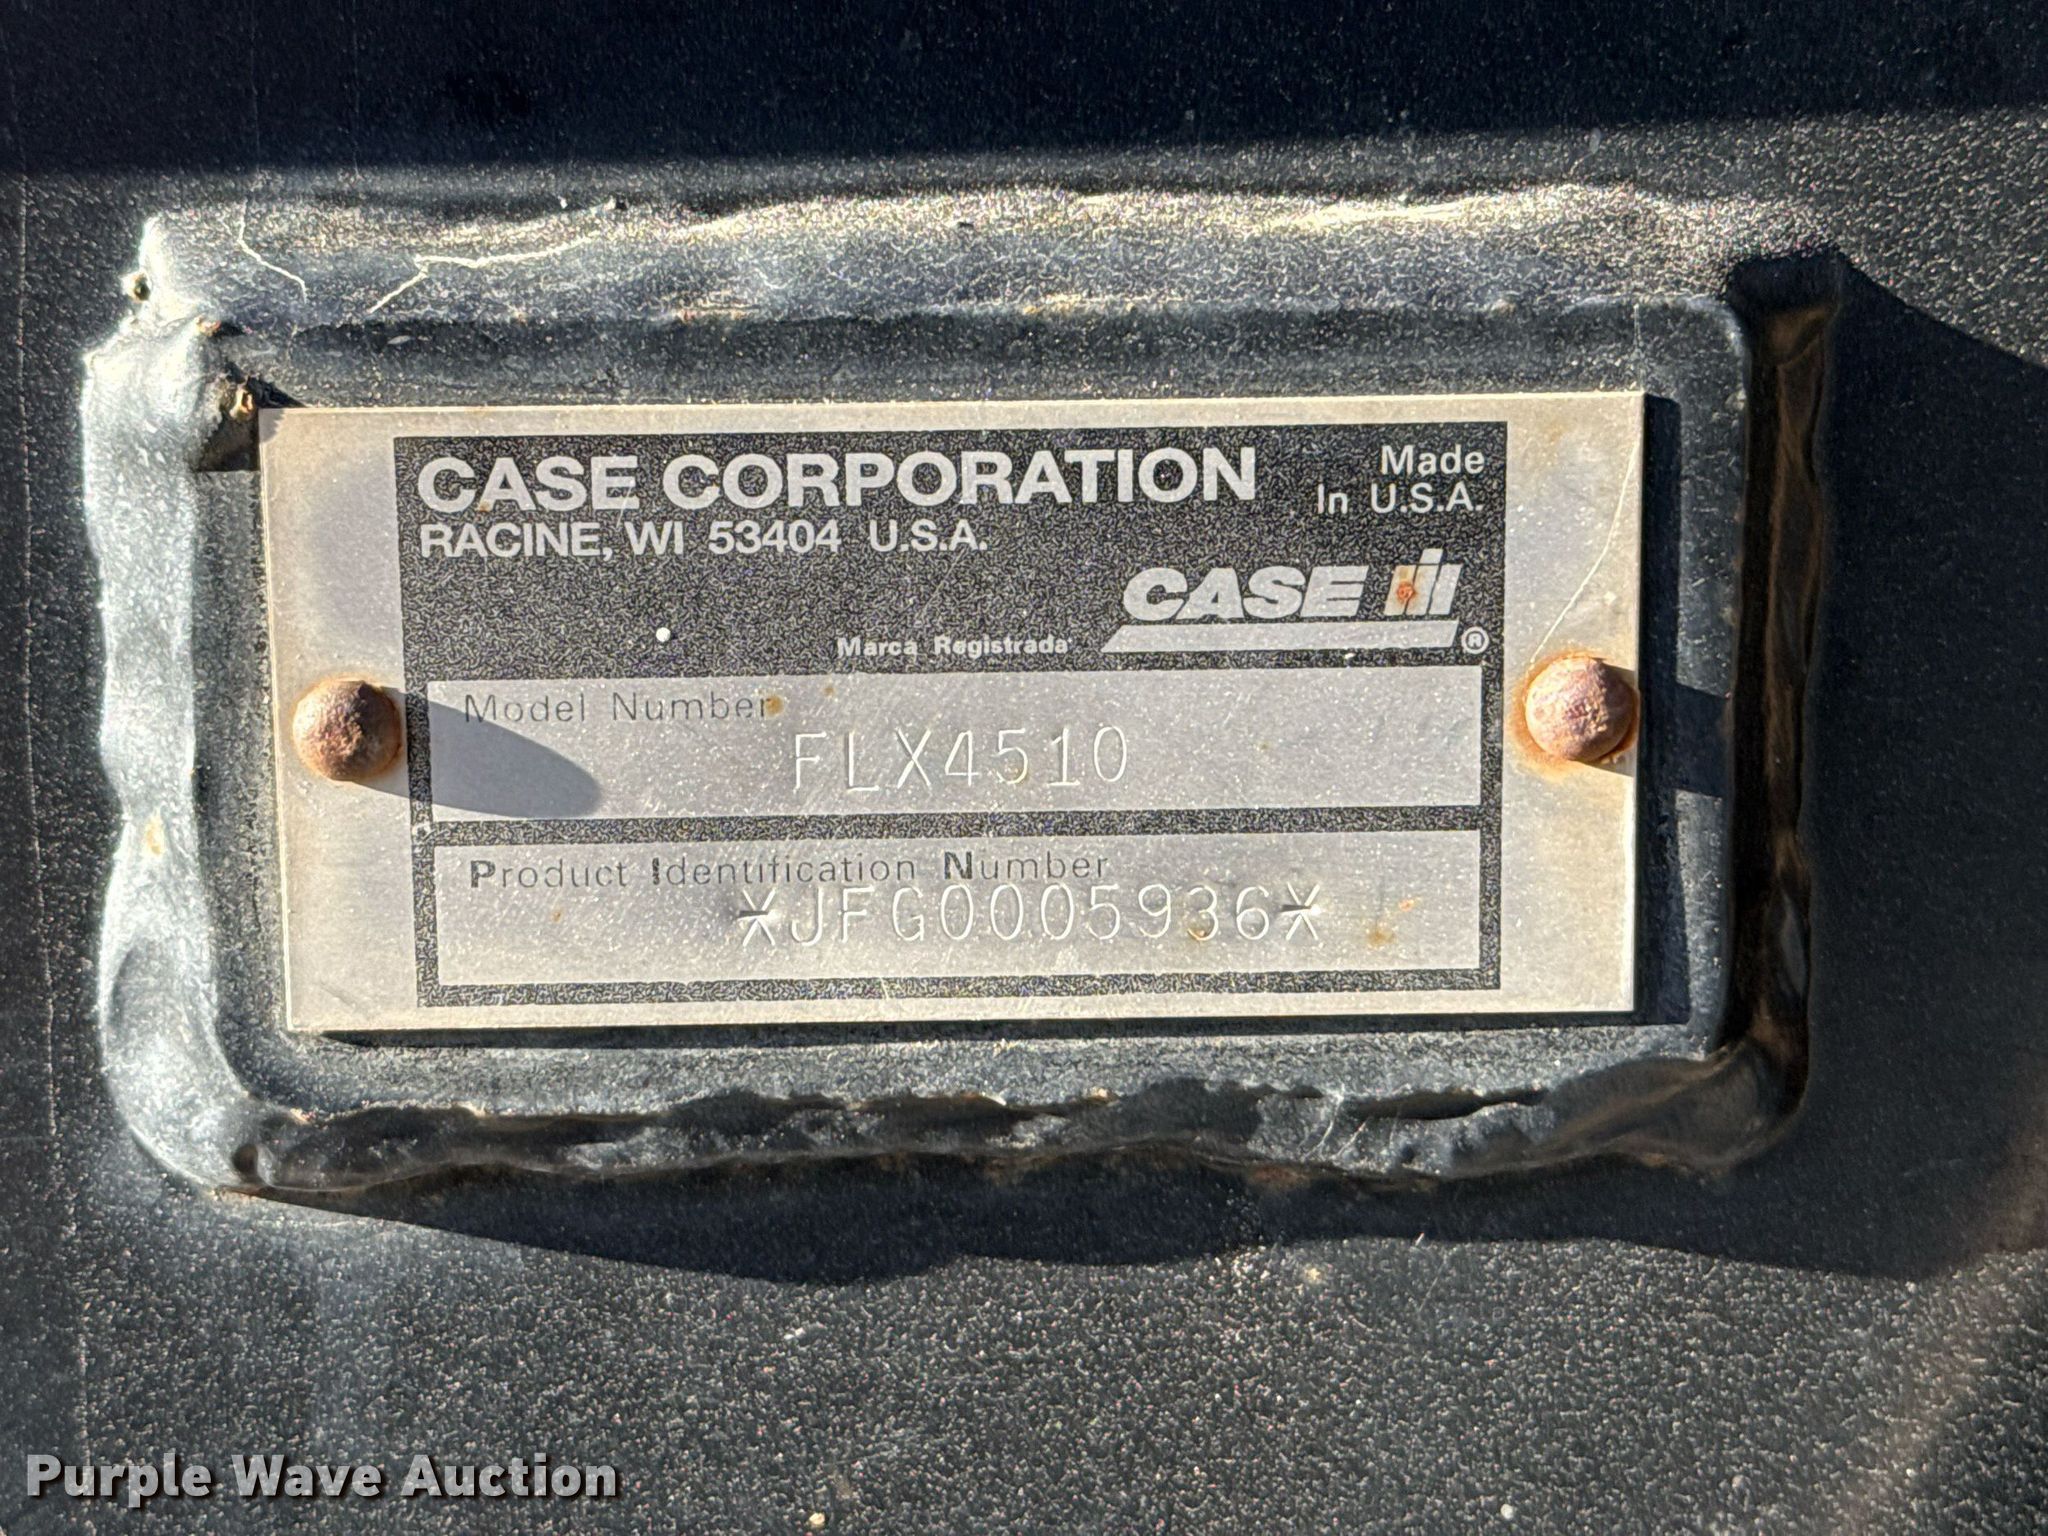 CASE CORPORATION
RACINE, WI 53404 U.S.A.
Made
In U.S.A.
CASE IH
Marca Registrada ®
Model Number
FLX4510
Product Identification Number
*JFG0005936*
Purple Wave Auction